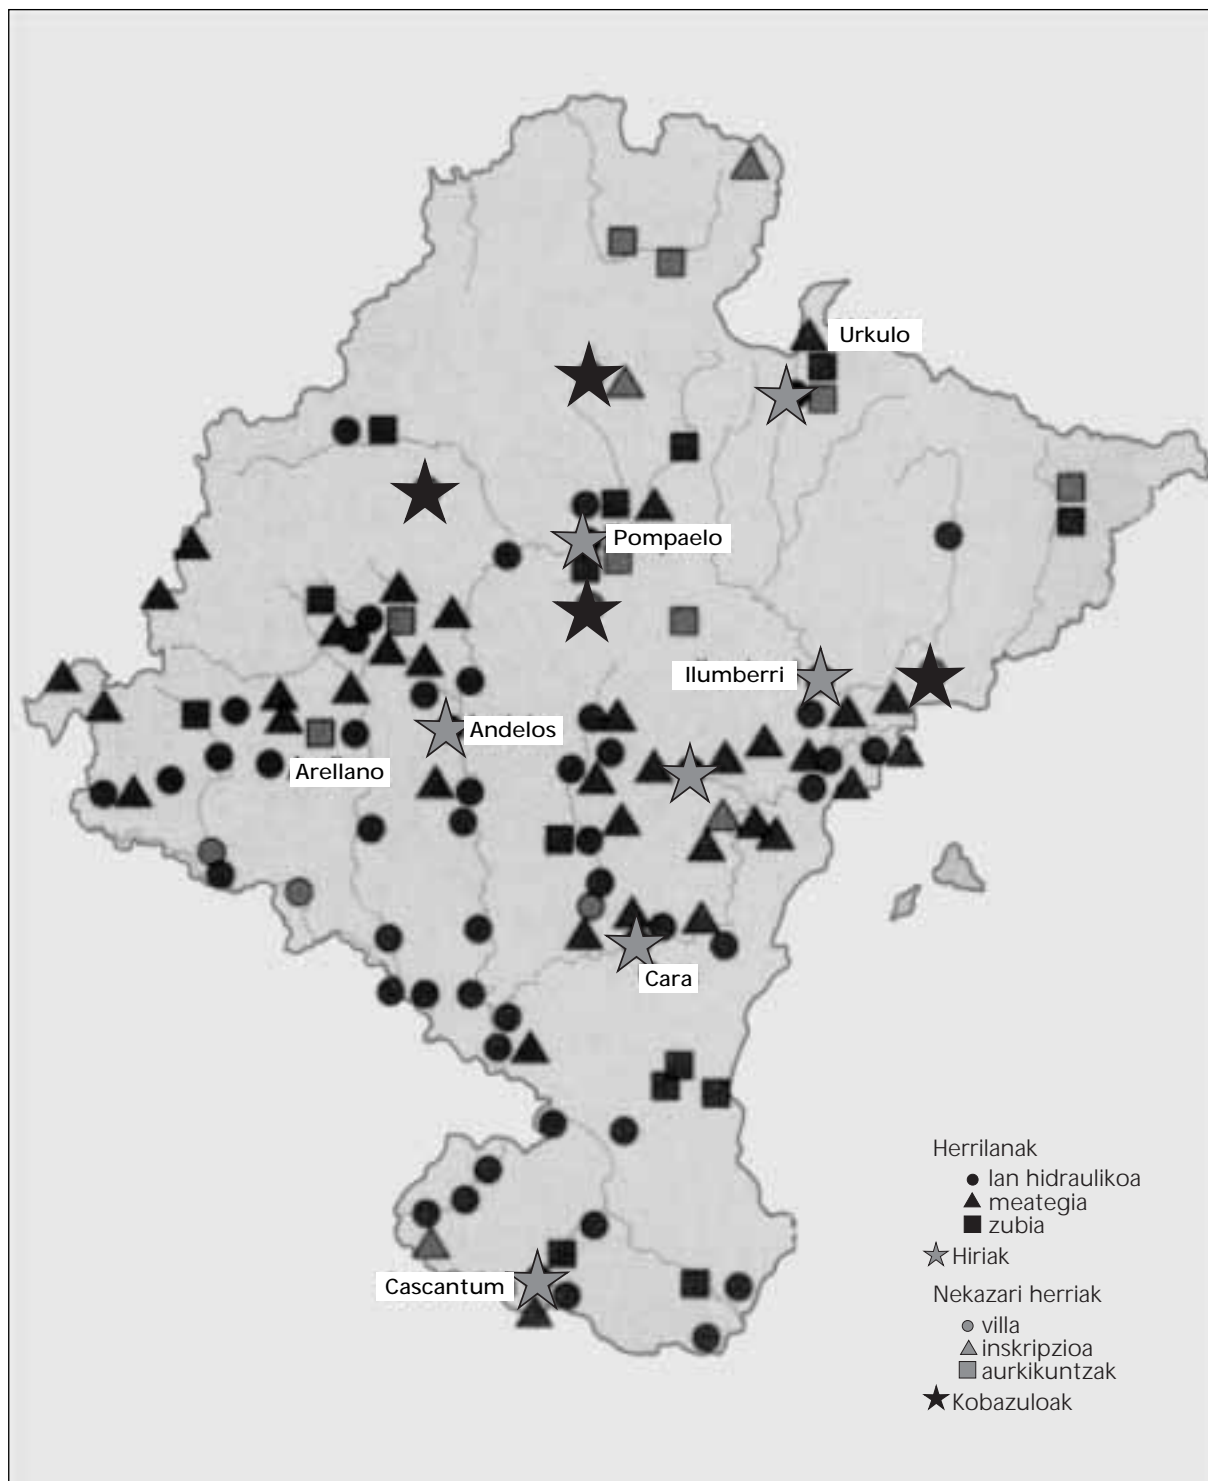 Urkulo
Pompaelo
Ilumberri
Andelos
Arellano
Cara
Cascantum
Herrilanak
lan hidraulikoa
meategia
zubia
Hiriak
Nekazari herriak
villa
inskripzioa
aurkikuntzak
Kobazuloak